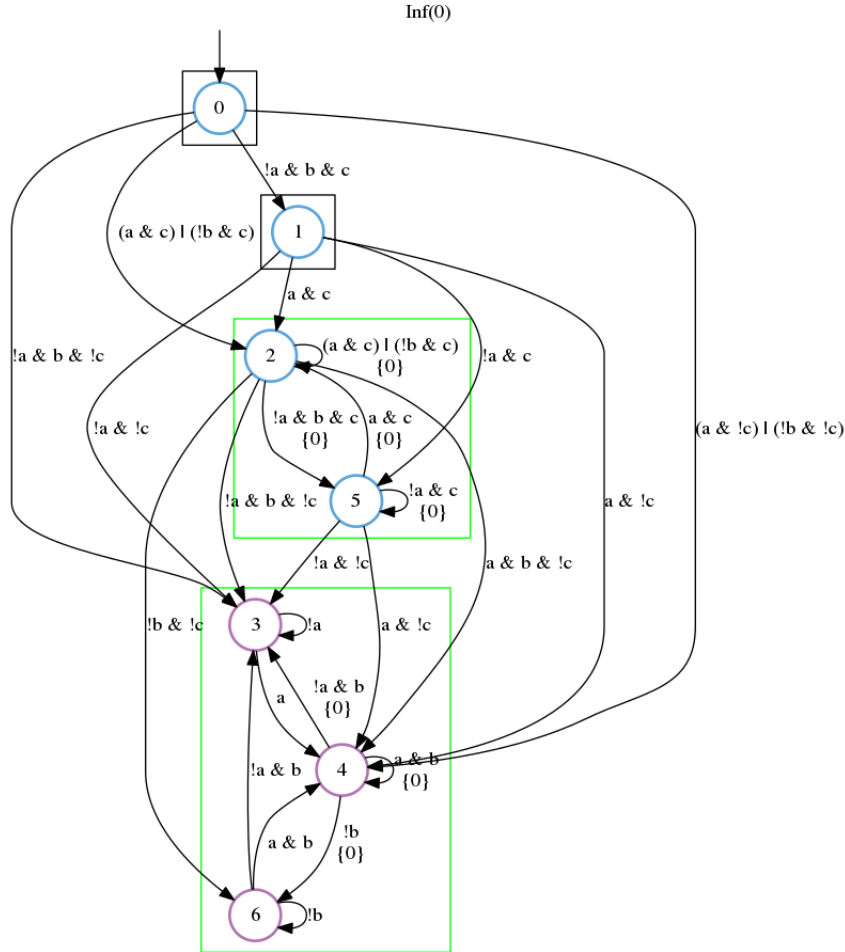 Inf(0)
0
!a & b & c
(a & c) | (!b & c)
1
a & c
!a & b & !c
!a & !c
2
(a & c) | (!b & c)
{0}
!a & c
!a & b & c
{0}
a & c
{0}
(a & !c) | (!b & !c)
a & !c
5
!a & c
{0}
!a & b & !c
!a & !c
a & b & !c
!b & !c
3
!a
a & !c
a
!a & b
{0}
!a & b
4
a & b
{0}
a & b
!b
{0}
6
!b